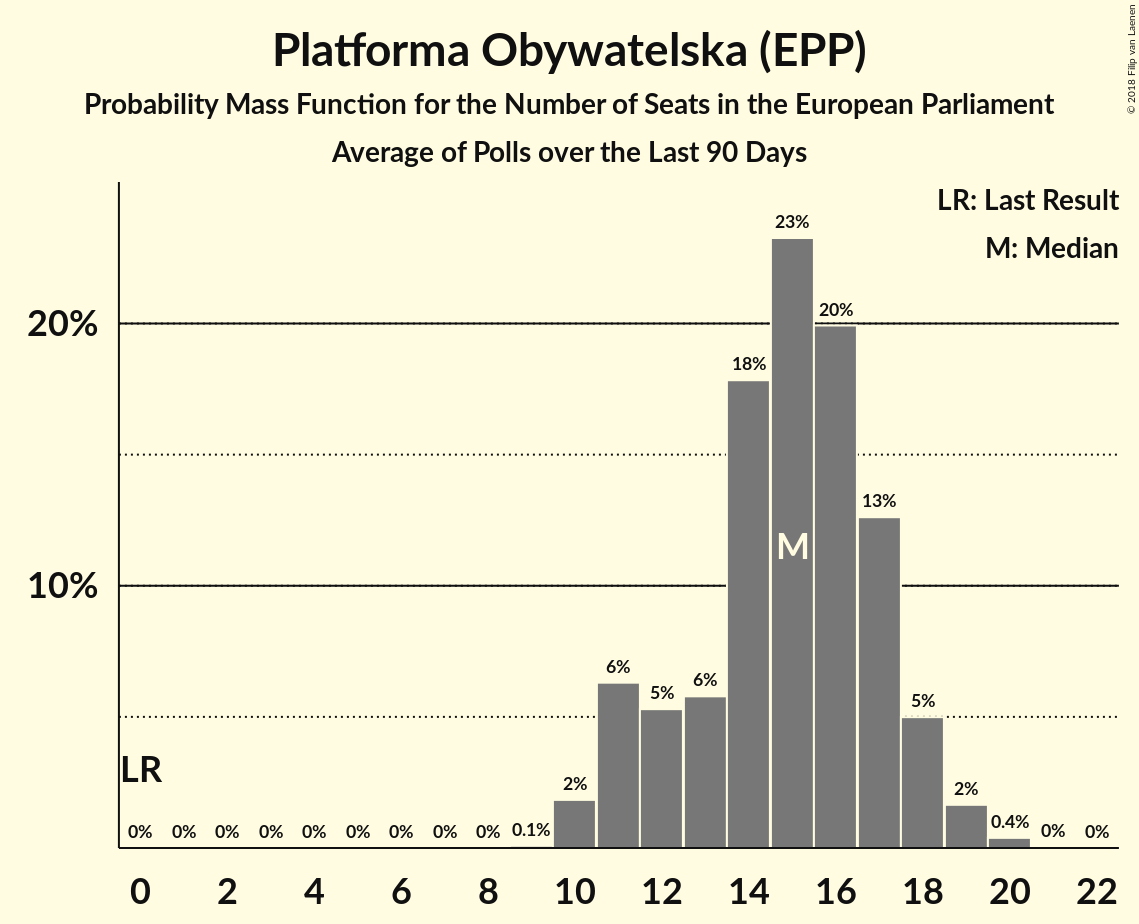 Platforma Obywatelska (EPP)
Probability Mass Function for the Number of Seats in the European Parliament
Average of Polls over the Last 90 Days
© 2018 Filip van Laenen
LR: Last Result
M: Median
23%
20%
20%
18%
13%
M
10%
6%
6%
5%
5%
LR
2%
2%
0% 0% 0% 0% 0% 0% 0% 0% 0% 0.1% 0.4% 0% 0%
0 2 4 6 8 10 12 14 16 18 20 22